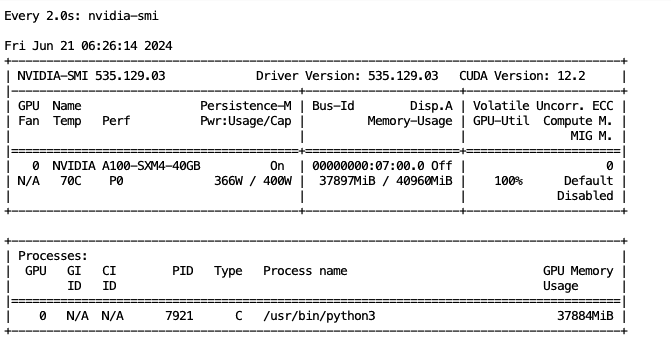 Every 2.0s: nvidia-smi
Fri Jun 21 06:26:14 2024
NVIDIA-SMI 535.129.03 Driver Version: 535.129.03 CUDA Version: 12.2
GPU Name Persistence-M | Bus-Id Disp.A | Volatile Uncorr. ECC
Fan Temp Perf Pwr:Usage/Cap | Memory-Usage | GPU-Util Compute M.
MIG M.
0 NVIDIA A100-SXM4-40GB On | 00000000:07:00.0 Off | 0
N/A 70C P0 366W / 400W | 37897MiB / 40960MiB | 100% Default
Disabled
Processes:
GPU GI CI PID Type Process name GPU Memory
ID ID Usage
0 N/A N/A 7921 C /usr/bin/python3 37884MiB